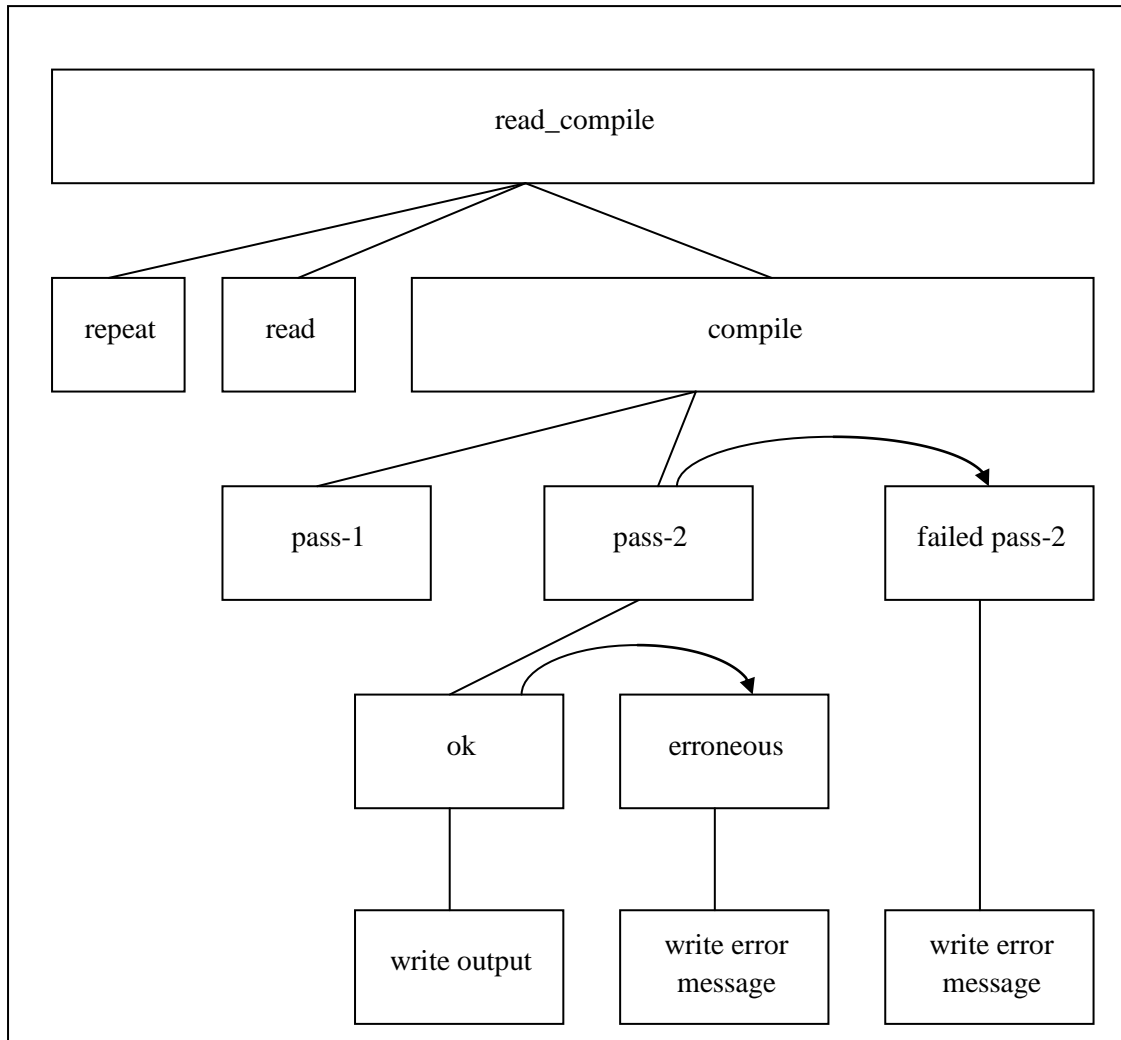 read_compile
repeat
read
compile
pass-1
pass-2
failed pass-2
ok
erroneous
write output
write error
message
write error
message